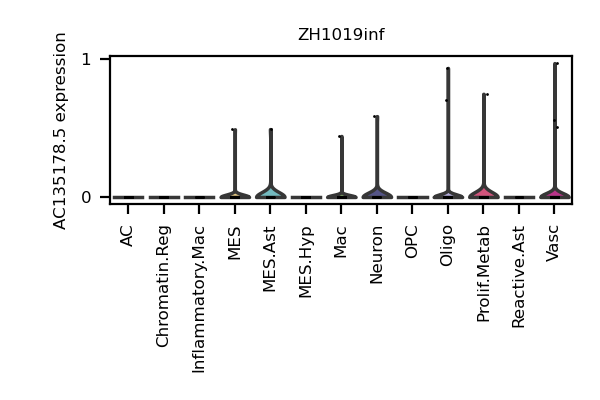 ZH1019inf
AC135178.5 expression
1
0
AC
Chromatin.Reg
Inflammatory.Mac
MES
MES.Ast
MES.Hyp
Mac
Neuron
OPC
Oligo
Prolif.Metab
Reactive.Ast
Vasc